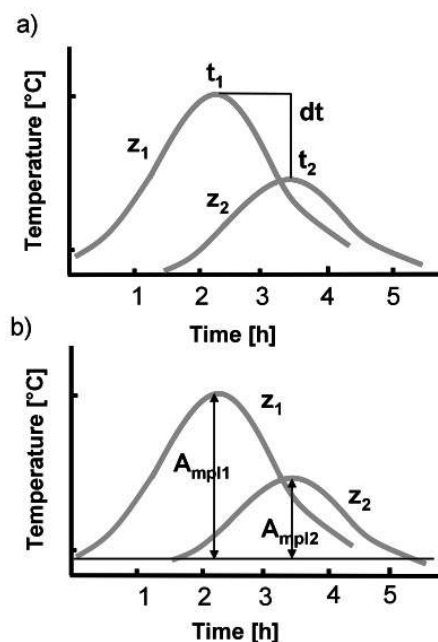 a)
Temperature [°C]
t1
dt
z1
t2
z2
1 2 3 4 5
Time [h]
b)
Temperature [°C]
z1
Ampl1
z2
Ampl2
1 2 3 4 5
Time [h]